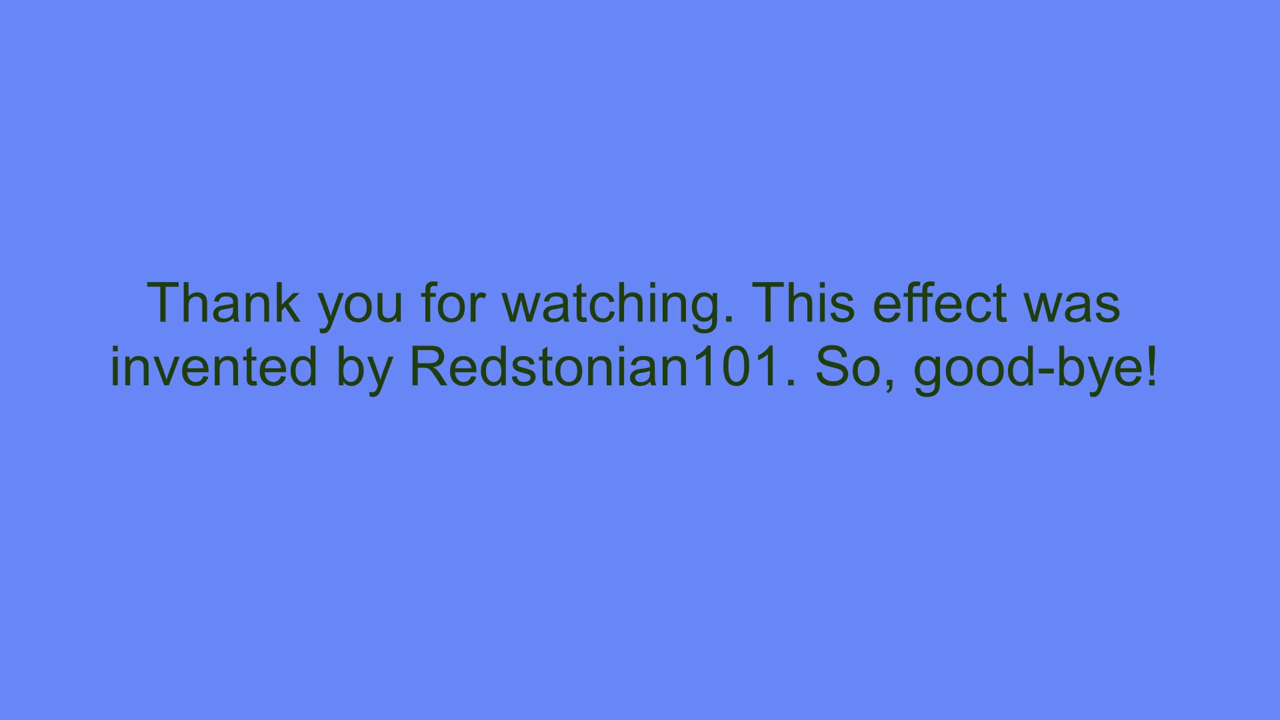 Thank you for watching. This effect was
invented by Redstonian101. So, good-bye!